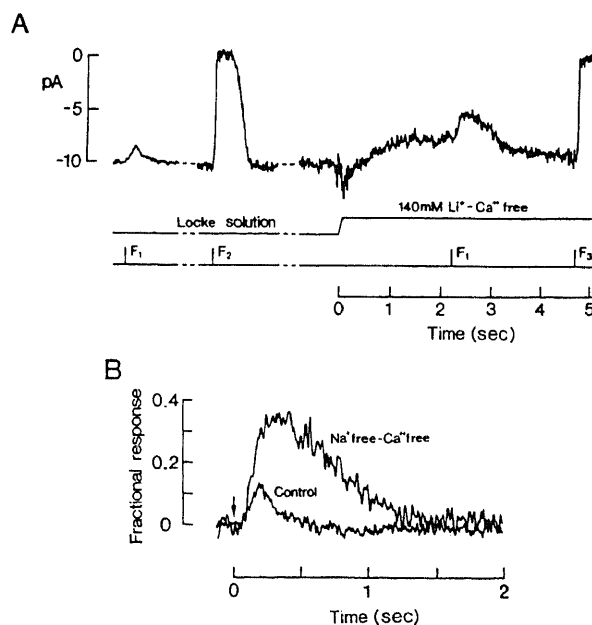 A
0
pA
-5
-10
Locke solution
140mM Li⁺-Ca⁺⁺free
F₁
F₂
F₁
F₃
0 1 2 3 4 5
Time (sec)
B
Fractional response
0.4
0.2
0
Na⁺free-Ca⁺⁺free
Control
0 1 2
Time (sec)